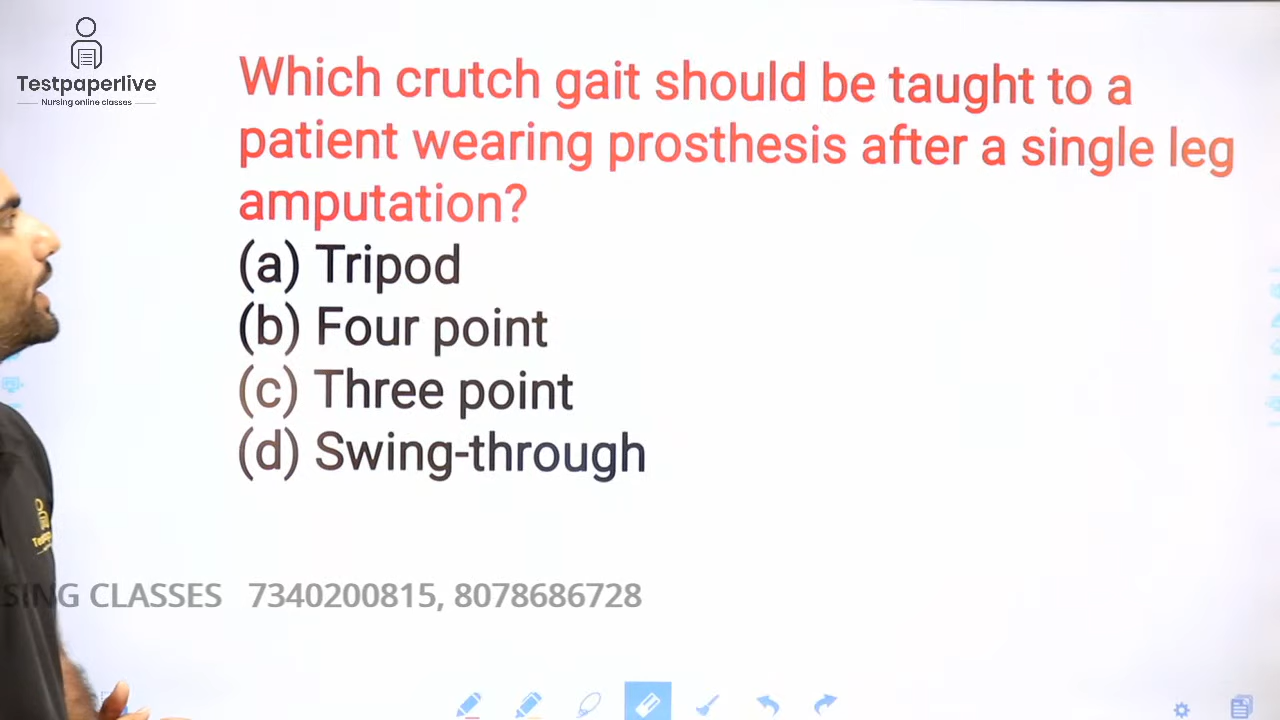 Testpaperlive
Nursing online classes
Which crutch gait should be taught to a
patient wearing prosthesis after a single leg
amputation?
(a) Tripod
(b) Four point
(c) Three point
(d) Swing-through
SING CLASSES 7340200815, 8078686728